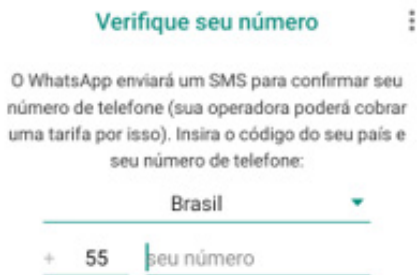 Verifique seu número
O WhatsApp enviará um SMS para confirmar seu
número de telefone (sua operadora poderá cobrar
uma tarifa por isso). Insira o código do seu país e
seu número de telefone:
Brasil
+ 55 seu número